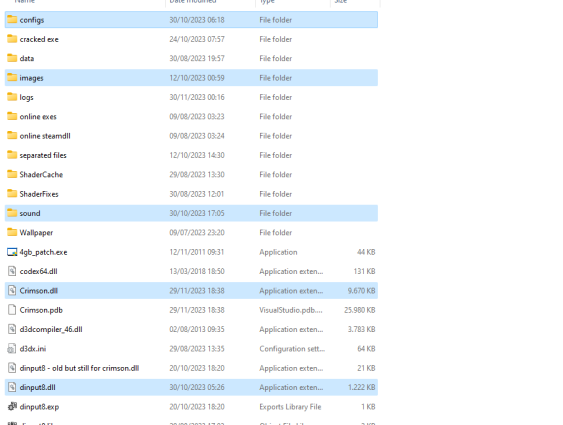 Name Date modified Type Size
configs 30/10/2023 06:18 File folder
cracked exe 24/10/2023 07:57 File folder
data 30/08/2023 19:57 File folder
images 12/10/2023 00:59 File folder
logs 30/11/2023 00:16 File folder
online exes 09/08/2023 03:23 File folder
online steamdll 09/08/2023 03:24 File folder
separated files 12/10/2023 14:30 File folder
ShaderCache 29/08/2023 13:30 File folder
ShaderFixes 30/08/2023 12:01 File folder
sound 30/10/2023 17:05 File folder
Wallpaper 09/07/2023 23:20 File folder
4gb_patch.exe 12/11/2011 09:31 Application 44 KB
codex64.dll 13/03/2018 18:50 Application exten... 131 KB
Crimson.dll 29/11/2023 18:38 Application exten... 9.670 KB
Crimson.pdb 29/11/2023 18:38 VisualStudio.pdb.... 25.980 KB
d3dcompiler_46.dll 02/08/2013 09:35 Application exten... 3.783 KB
d3dx.ini 29/08/2023 13:35 Configuration sett... 64 KB
dinput8 - old but still for crimson.dll 20/10/2023 18:20 Application exten... 21 KB
dinput8.dll 30/10/2023 05:26 Application exten... 1.222 KB
dinput8.exp 20/10/2023 18:20 Exports Library File 1 KB